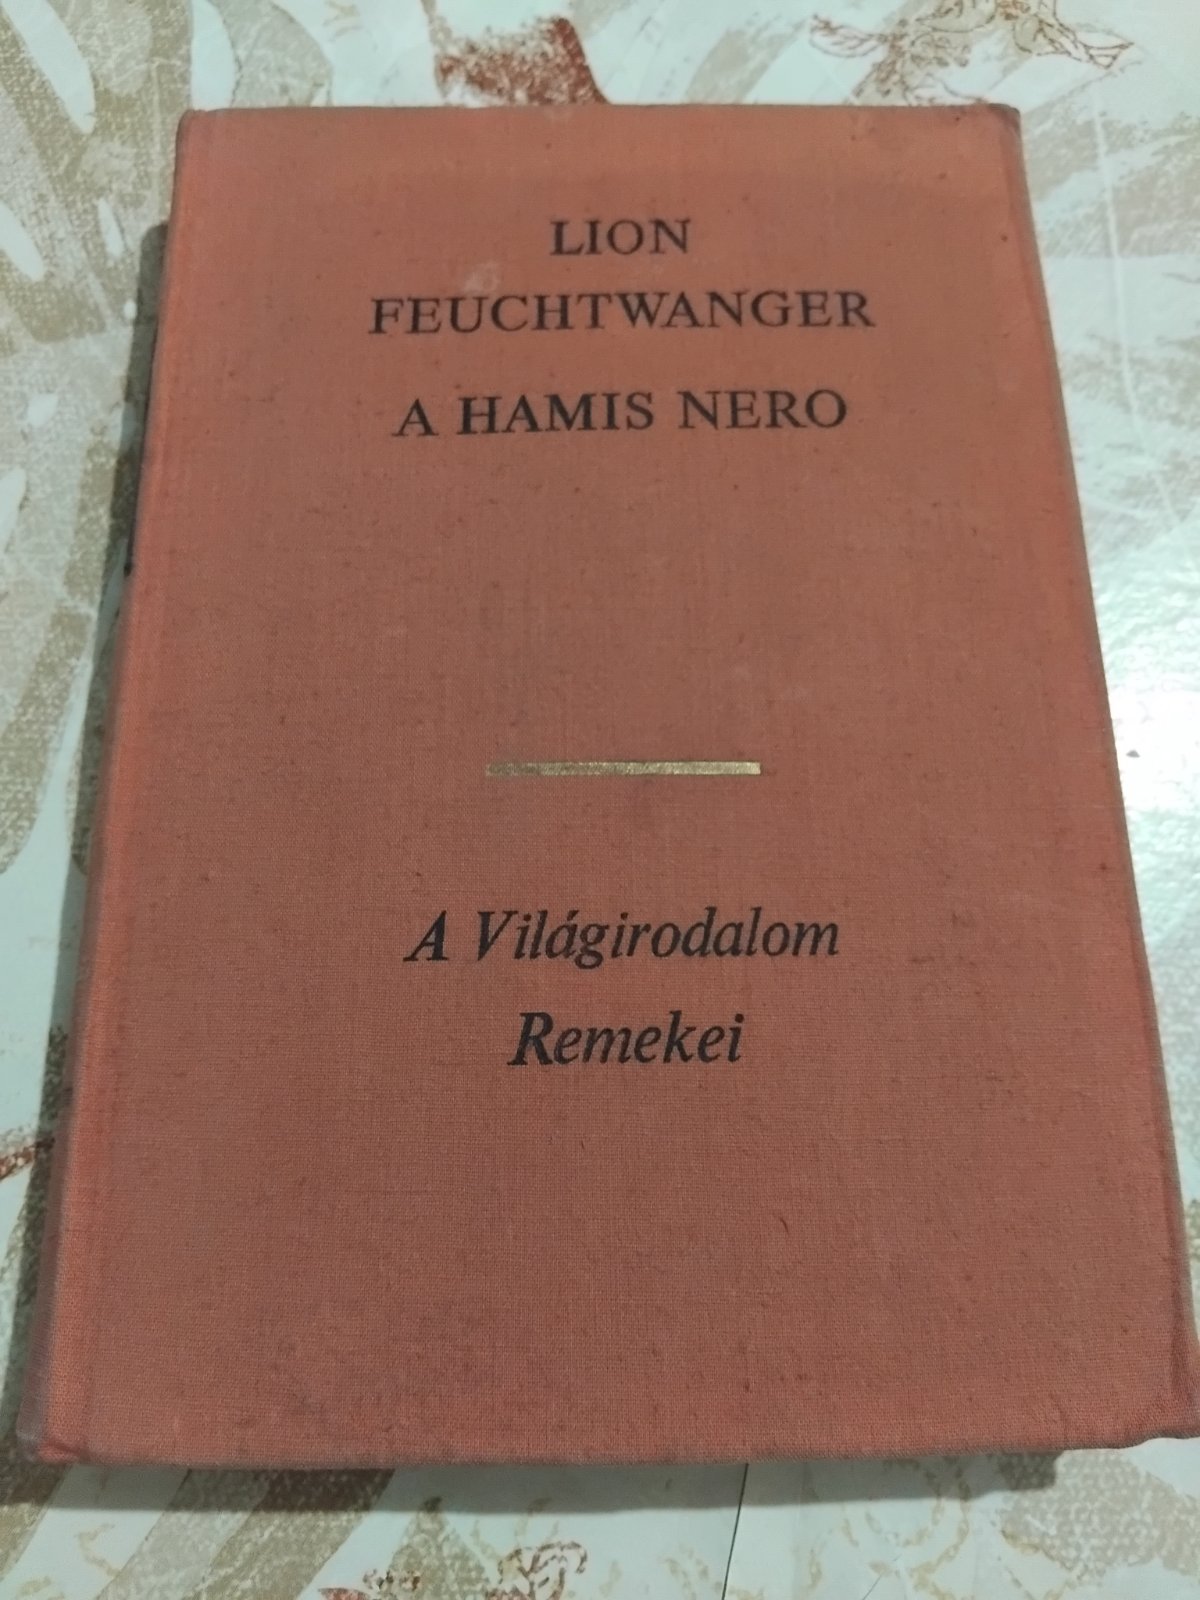 LION
FEUCHTWANGER
A HAMIS NERO
A Világirodalom
Remekei